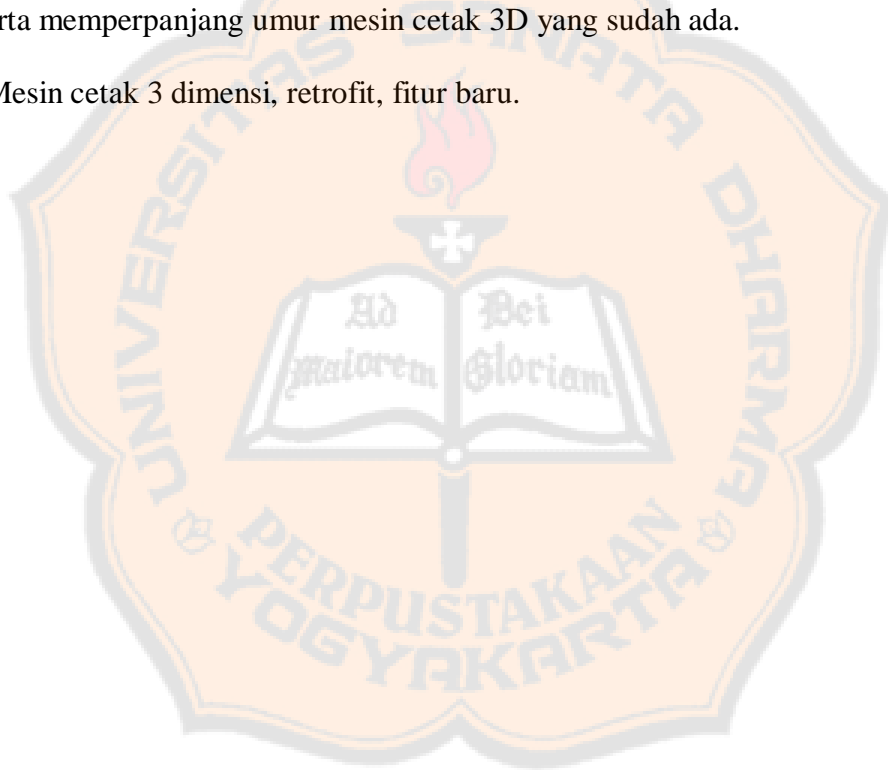 rta memperpanjang umur mesin cetak 3D yang sudah ada.
Mesin cetak 3 dimensi, retrofit, fitur baru.
UNIVERSITAS SANATA DHARMA
Ad Dei
Maiorem Gloriam
PERPUSTAKAAN
YOGYAKARTA